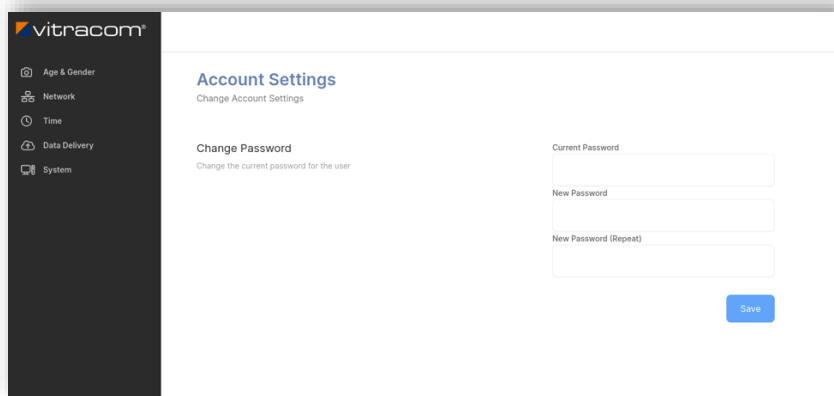 vitracom®
Age & Gender
Network
Time
Data Delivery
System
Account Settings
Change Account Settings
Change Password
Change the current password for the user
Current Password
New Password
New Password (Repeat)
Save